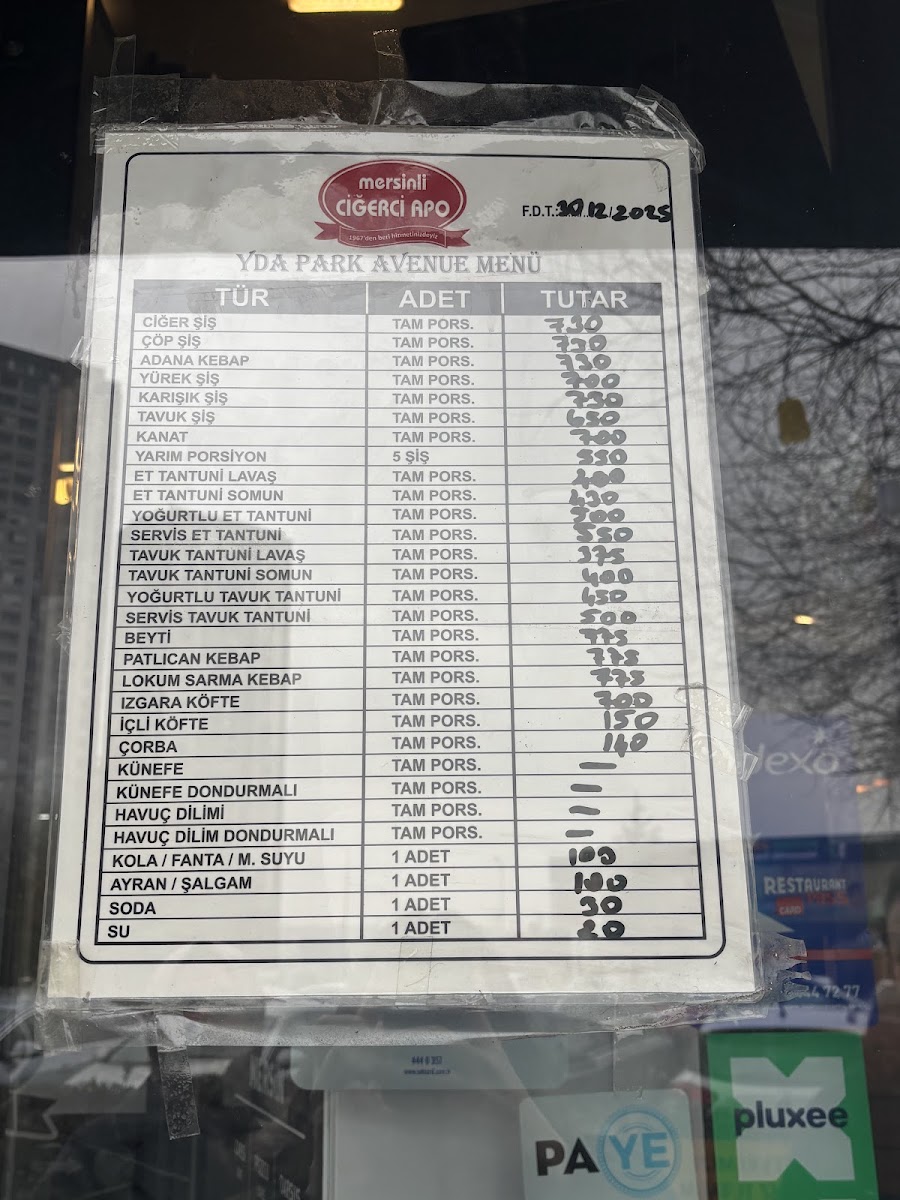 mersinli
CİĞERCİ APO
1967'den beri hizmetinizdeyiz
F.D.T.: 30/12/2025
YDA PARK AVENUE MENÜ
TÜR ADET TUTAR
CİĞER ŞİŞ TAM PORS. 730
ÇÖP ŞİŞ TAM PORS. 730
ADANA KEBAP TAM PORS. 730
YÜREK ŞİŞ TAM PORS. 700
KARIŞIK ŞİŞ TAM PORS. 730
TAVUK ŞİŞ TAM PORS. 650
KANAT TAM PORS. 700
YARIM PORSİYON 5 ŞİŞ 550
ET TANTUNİ LAVAŞ TAM PORS. 400
ET TANTUNİ SOMUN TAM PORS. 430
YOĞURTLU ET TANTUNİ TAM PORS. 500
SERVİS ET TANTUNİ TAM PORS. 550
TAVUK TANTUNİ LAVAŞ TAM PORS. 375
TAVUK TANTUNİ SOMUN TAM PORS. 400
YOĞURTLU TAVUK TANTUNİ TAM PORS. 450
SERVİS TAVUK TANTUNİ TAM PORS. 500
BEYTİ TAM PORS. 775
PATLICAN KEBAP TAM PORS. 775
LOKUM SARMA KEBAP TAM PORS. 775
IZGARA KÖFTE TAM PORS. 700
İÇLİ KÖFTE TAM PORS. 150
ÇORBA TAM PORS. 140
KÜNEFE TAM PORS. –
KÜNEFE DONDURMALI TAM PORS. –
HAVUÇ DİLİMİ TAM PORS. –
HAVUÇ DİLİM DONDURMALI TAM PORS. –
KOLA / FANTA / M. SUYU 1 ADET 100
AYRAN / ŞALGAM 1 ADET 100
SODA 1 ADET 50
SU 1 ADET 20
dexo
RESTAURANT
CARD
444 72 77
PAYE
pluxee